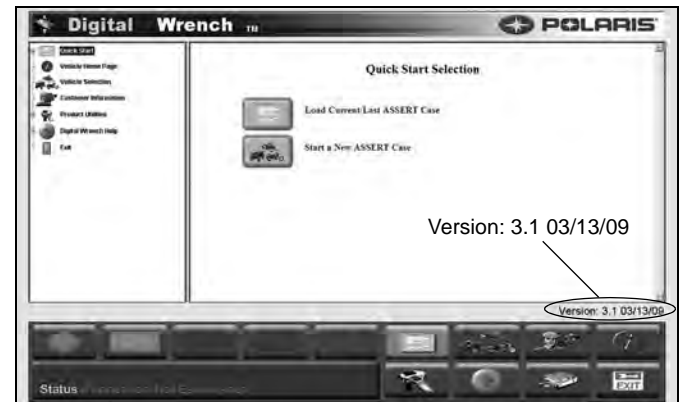 Digital Wrench TM
POLARIS
Quick Start
Vehicle Home Page
Vehicle Selection
Customer Information
Product Utilities
Digital Wrench Help
Exit
Quick Start Selection
Load Current/Last ASSERT Case
Start a New ASSERT Case
Version: 3.1 03/13/09
Version: 3.1 03/13/09
Status
EXIT